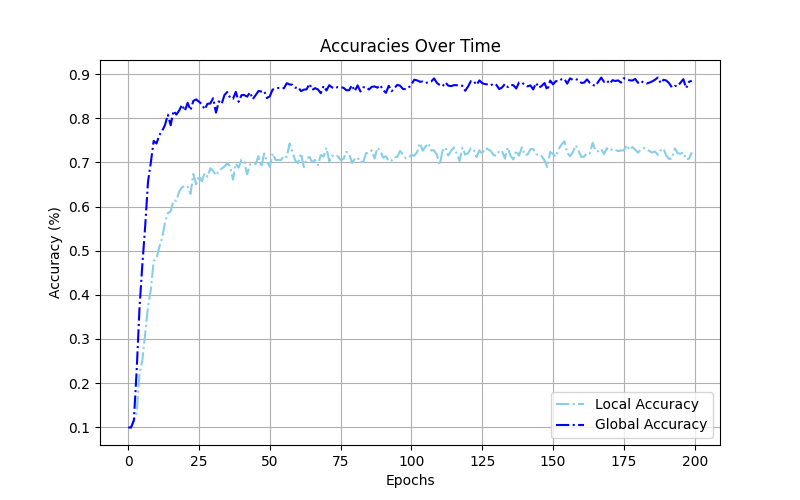 Accuracies Over Time
Accuracy (%)
0.9
0.8
0.7
0.6
0.5
0.4
0.3
0.2
0.1
0 25 50 75 100 125 150 175 200
Epochs
Local Accuracy
Global Accuracy